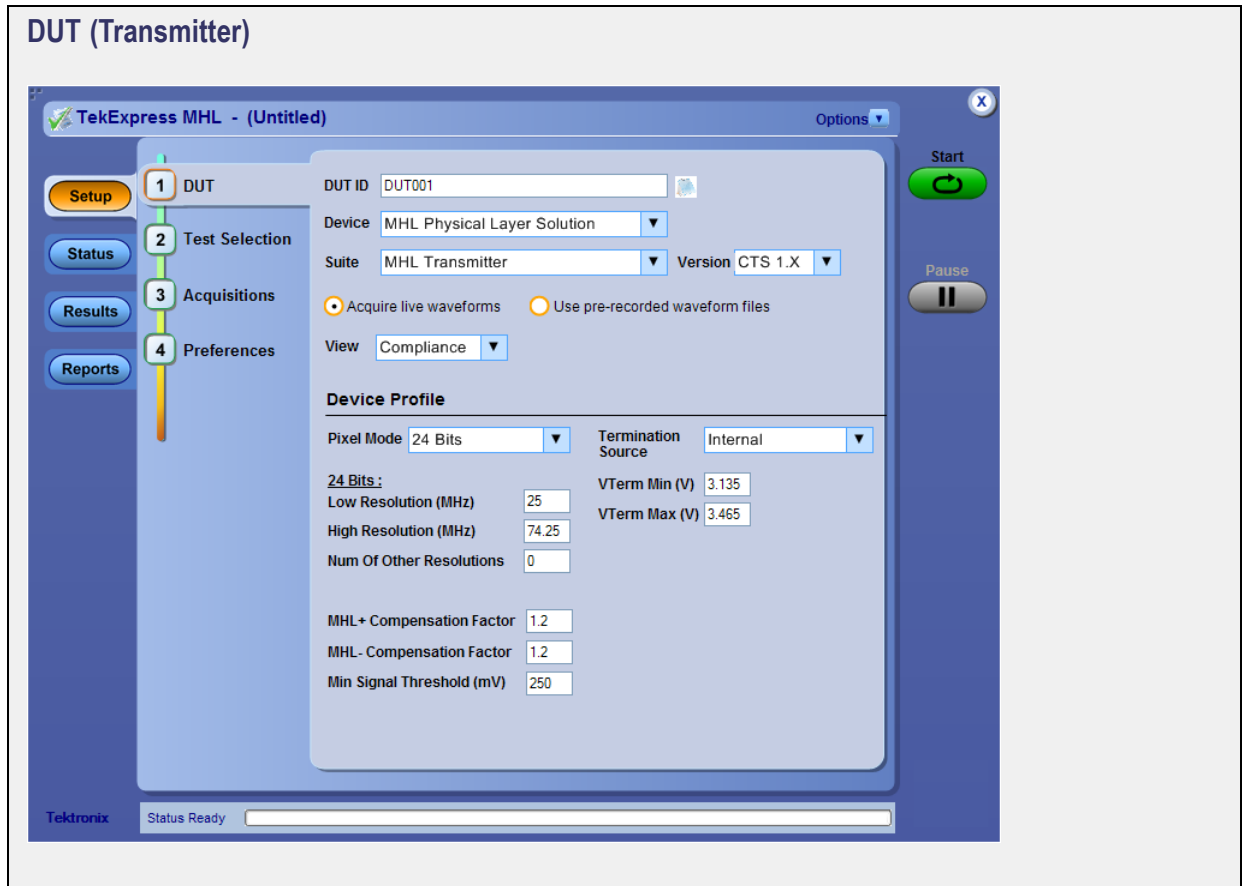 DUT (Transmitter)
TekExpress MHL - (Untitled)
Options
X
Start
Pause
Setup
Status
Results
Reports
1 DUT
2 Test Selection
3 Acquisitions
4 Preferences
DUT ID DUT001
Device MHL Physical Layer Solution
Suite MHL Transmitter Version CTS 1.X
Acquire live waveforms Use pre-recorded waveform files
View Compliance
Device Profile
Pixel Mode 24 Bits
Termination Source Internal
24 Bits :
Low Resolution (MHz) 25
High Resolution (MHz) 74.25
Num Of Other Resolutions 0
VTerm Min (V) 3.135
VTerm Max (V) 3.465
MHL+ Compensation Factor 1.2
MHL- Compensation Factor 1.2
Min Signal Threshold (mV) 250
Tektronix
Status Ready